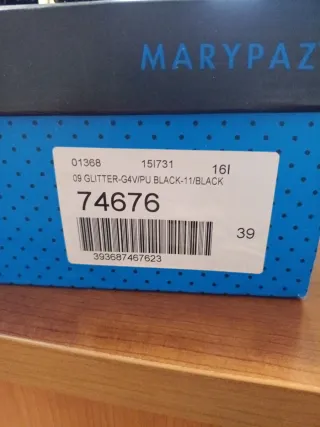 MARYPAZ
01368 15I731 16I
09 GLITTER-G4V/PU BLACK-11/BLACK
74676
39
393687467623